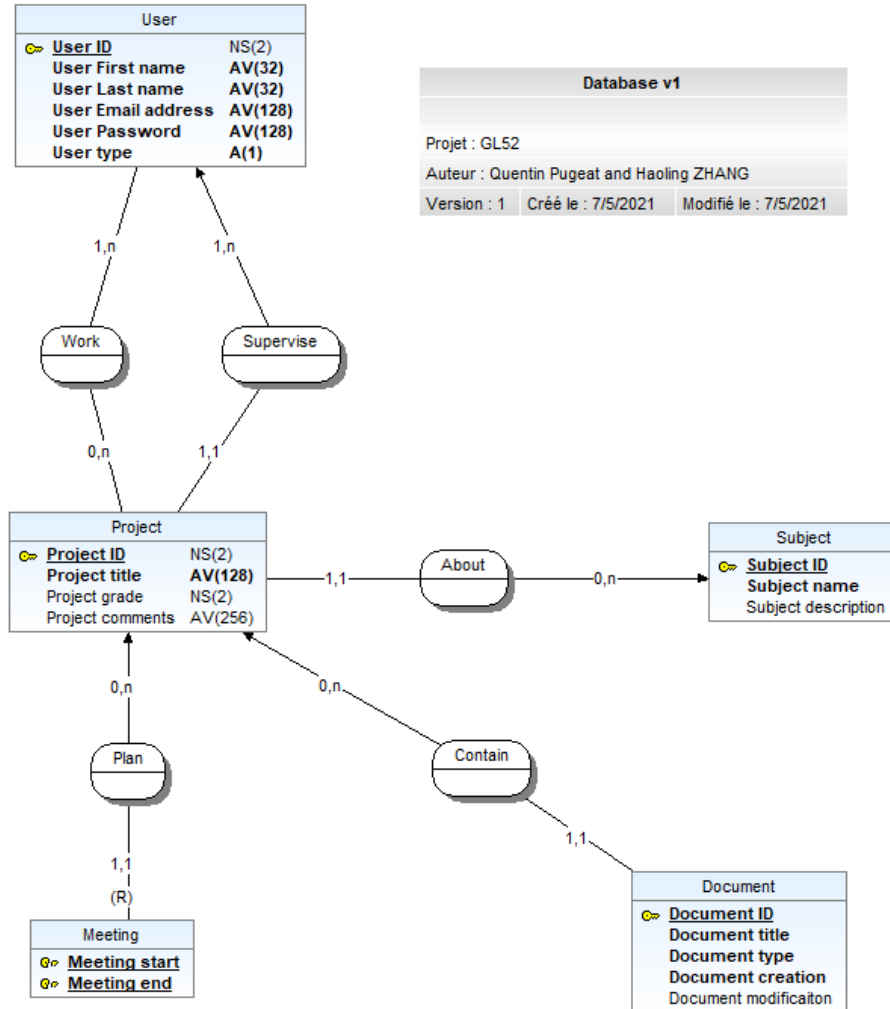 User
User ID NS(2)
User First name AV(32)
User Last name AV(32)
User Email address AV(128)
User Password AV(128)
User type A(1)
Database v1
Projet : GL52
Auteur : Quentin Pugeat and Haoling ZHANG
Version : 1 Créé le : 7/5/2021 Modifié le : 7/5/2021
1,n 1,n
Work Supervise
0,n 1,1
Project
Project ID NS(2)
Project title AV(128)
Project grade NS(2)
Project comments AV(256)
1,1 About 0,n
Subject
Subject ID
Subject name
Subject description
0,n 0,n
Plan Contain
1,1 1,1
(R)
Meeting
Meeting start
Meeting end
Document
Document ID
Document title
Document type
Document creation
Document modificaiton